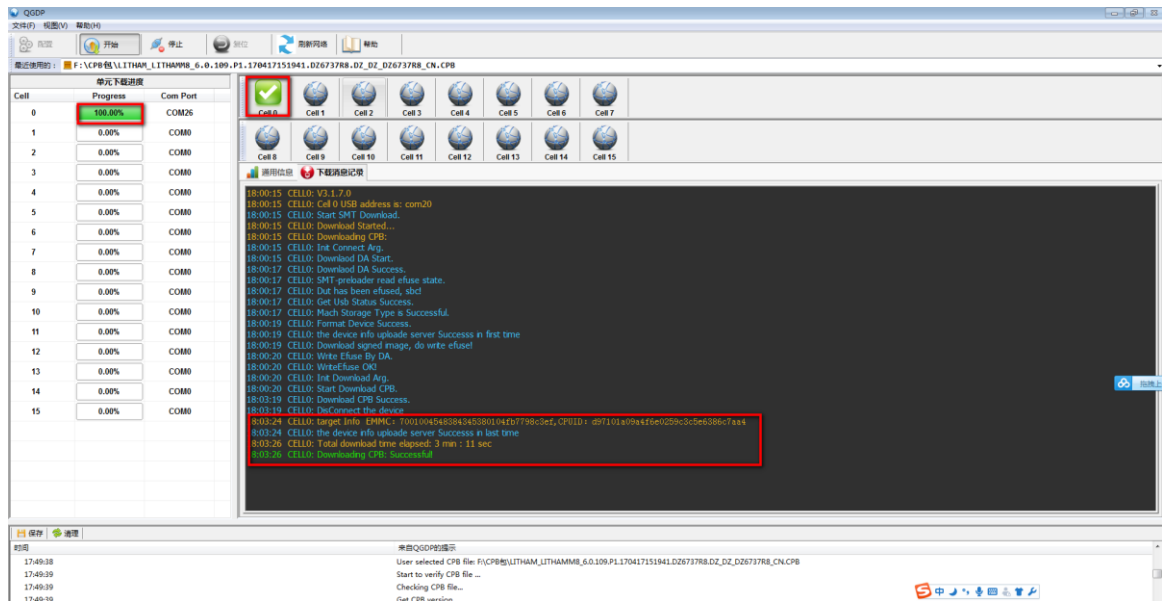 QGDP
文件(F) 视图(V) 帮助(H)
配置 开始 停止 复位 刷新网络 帮助
最近使用的： F:\CPB包\LITHAM_LITHAMM8_6.0.109.P1.170417151941.DZ6737R8.DZ_DZ_DZ6737R8_CN.CPB
单元下载进度
Cell Progress Com Port
0 100.00% COM26
1 0.00% COM0
2 0.00% COM0
3 0.00% COM0
4 0.00% COM0
5 0.00% COM0
6 0.00% COM0
7 0.00% COM0
8 0.00% COM0
9 0.00% COM0
10 0.00% COM0
11 0.00% COM0
12 0.00% COM0
13 0.00% COM0
14 0.00% COM0
15 0.00% COM0
Cell 0 Cell 1 Cell 2 Cell 3 Cell 4 Cell 5 Cell 6 Cell 7
Cell 8 Cell 9 Cell 10 Cell 11 Cell 12 Cell 13 Cell 14 Cell 15
通用信息 下载消息记录
18:00:15 CELL0: V3.1.7.0
18:00:15 CELL0: Cell 0 USB address is: com20
18:00:15 CELL0: Start SMT Download.
18:00:15 CELL0: Download Started...
18:00:15 CELL0: Downloading CPB:
18:00:15 CELL0: Init Connect Arg.
18:00:15 CELL0: Downlaod DA Start.
18:00:17 CELL0: Downlaod DA Success.
18:00:17 CELL0: SMT-preloader read efuse state.
18:00:17 CELL0: Dut has been efused, sbc!
18:00:17 CELL0: Get Usb Status Success.
18:00:17 CELL0: Mach Storage Type is Successful.
18:00:19 CELL0: Format Device Success.
18:00:19 CELL0: the device info uploade server Successs in first time
18:00:19 CELL0: Download signed image, do write efuse!
18:00:20 CELL0: Write Efuse By DA.
18:00:20 CELL0: WriteEfuse OK!
18:00:20 CELL0: Init Download Arg.
18:00:20 CELL0: Start Download CPB.
18:03:19 CELL0: Download CPB Success.
18:03:19 CELL0: DisConnect the device
8:03:24 CELL0: target Info EMMC: 700100454838434538010 4fb7798c3ef,CPUID: d97101a09a4f6e0259c3c5e6386c7aa4
8:03:24 CELL0: the device info uploade server Successs in last time
8:03:26 CELL0: Total download time elapsed: 3 min : 11 sec
8:03:26 CELL0: Downloading CPB: Successful!
拖拽上
保存 清理
时间 来自QGDP的提示
17:49:38 User selected CPB file: F:\CPB包\LITHAM_LITHAMM8_6.0.109.P1.170417151941.DZ6737R8.DZ_DZ_DZ6737R8_CN.CPB
17:49:39 Start to verify CPB file ...
17:49:39 Checking CPB file...
17:49:39 Get CPB version
中